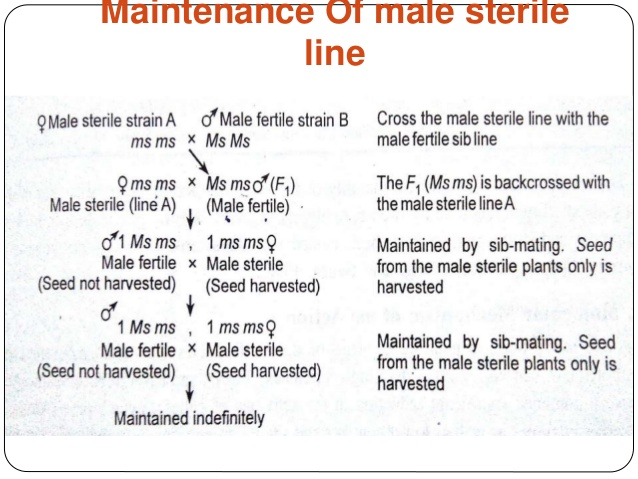 Maintenance Of male sterile
line
♀Male sterile strain A ♂Male fertile strain B Cross the male sterile line with the
ms ms × Ms Ms male fertile sib line
♀ms ms × Ms ms♂(F1) The F1 (Ms ms) is backcrossed with
Male sterile (line A) (Male fertile) the male sterile line A
♂1 Ms ms 1 ms ms♀ Maintained by sib-mating. Seed
Male fertile × Male sterile from the male sterile plants only is
(Seed not harvested) (Seed harvested) harvested
♂
1 Ms ms 1 ms ms♀ Maintained by sib-mating. Seed
Male fertile × Male sterile from the male sterile plants only is
(Seed not harvested) (Seed harvested) harvested
Maintained indefinitely